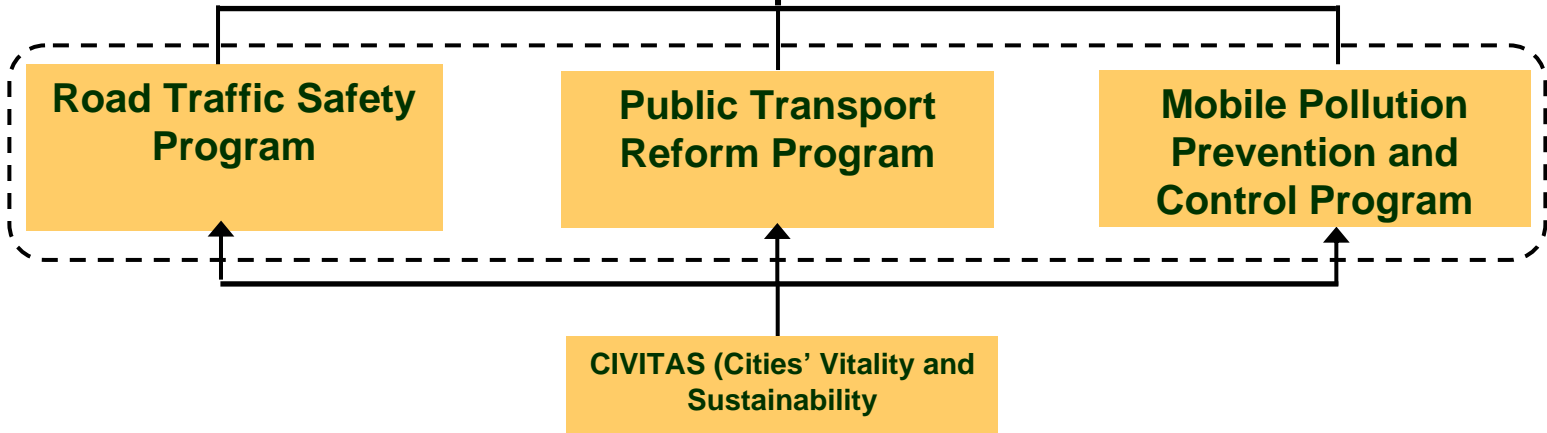 Road Traffic Safety
Program
Public Transport
Reform Program
Mobile Pollution
Prevention and
Control Program
CIVITAS (Cities’ Vitality and
Sustainability